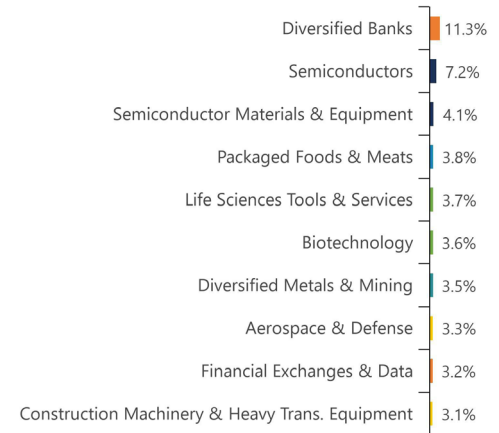 Diversified Banks 11.3%
Semiconductors 7.2%
Semiconductor Materials & Equipment 4.1%
Packaged Foods & Meats 3.8%
Life Sciences Tools & Services 3.7%
Biotechnology 3.6%
Diversified Metals & Mining 3.5%
Aerospace & Defense 3.3%
Financial Exchanges & Data 3.2%
Construction Machinery & Heavy Trans. Equipment 3.1%